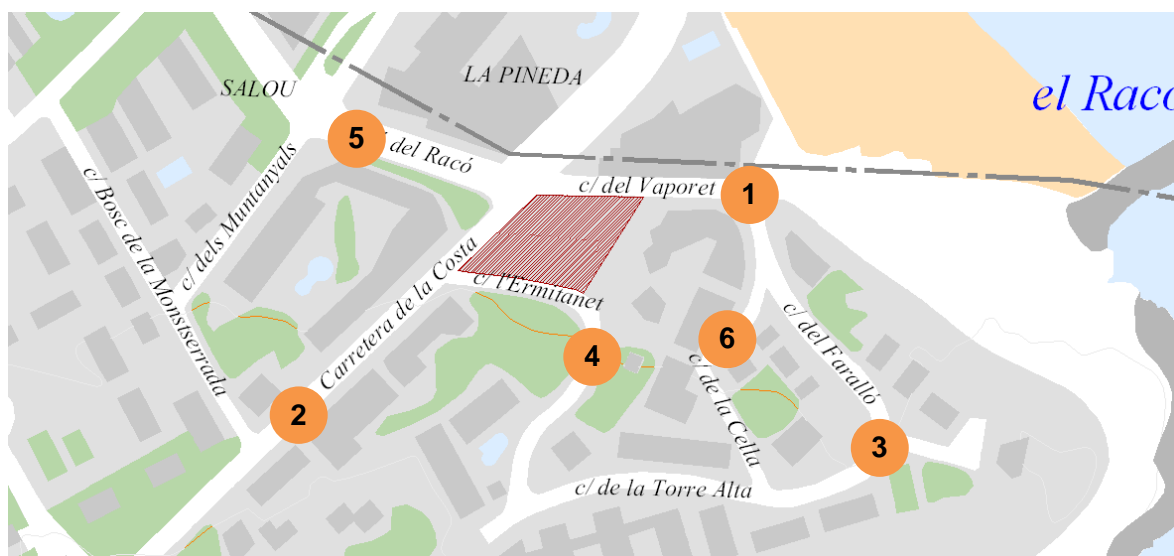 LA PINEDA
SALOU
el Racó
5
del Racó
c/ del Vaporet
1
c/ dels Muntanyals
c/ Bosc de la Monstserrada
Carretera de la Costa
c/ l'Ermitanet
4
6
c/ del Faralló
c/ de la Cella
2
3
c/ de la Torre Alta